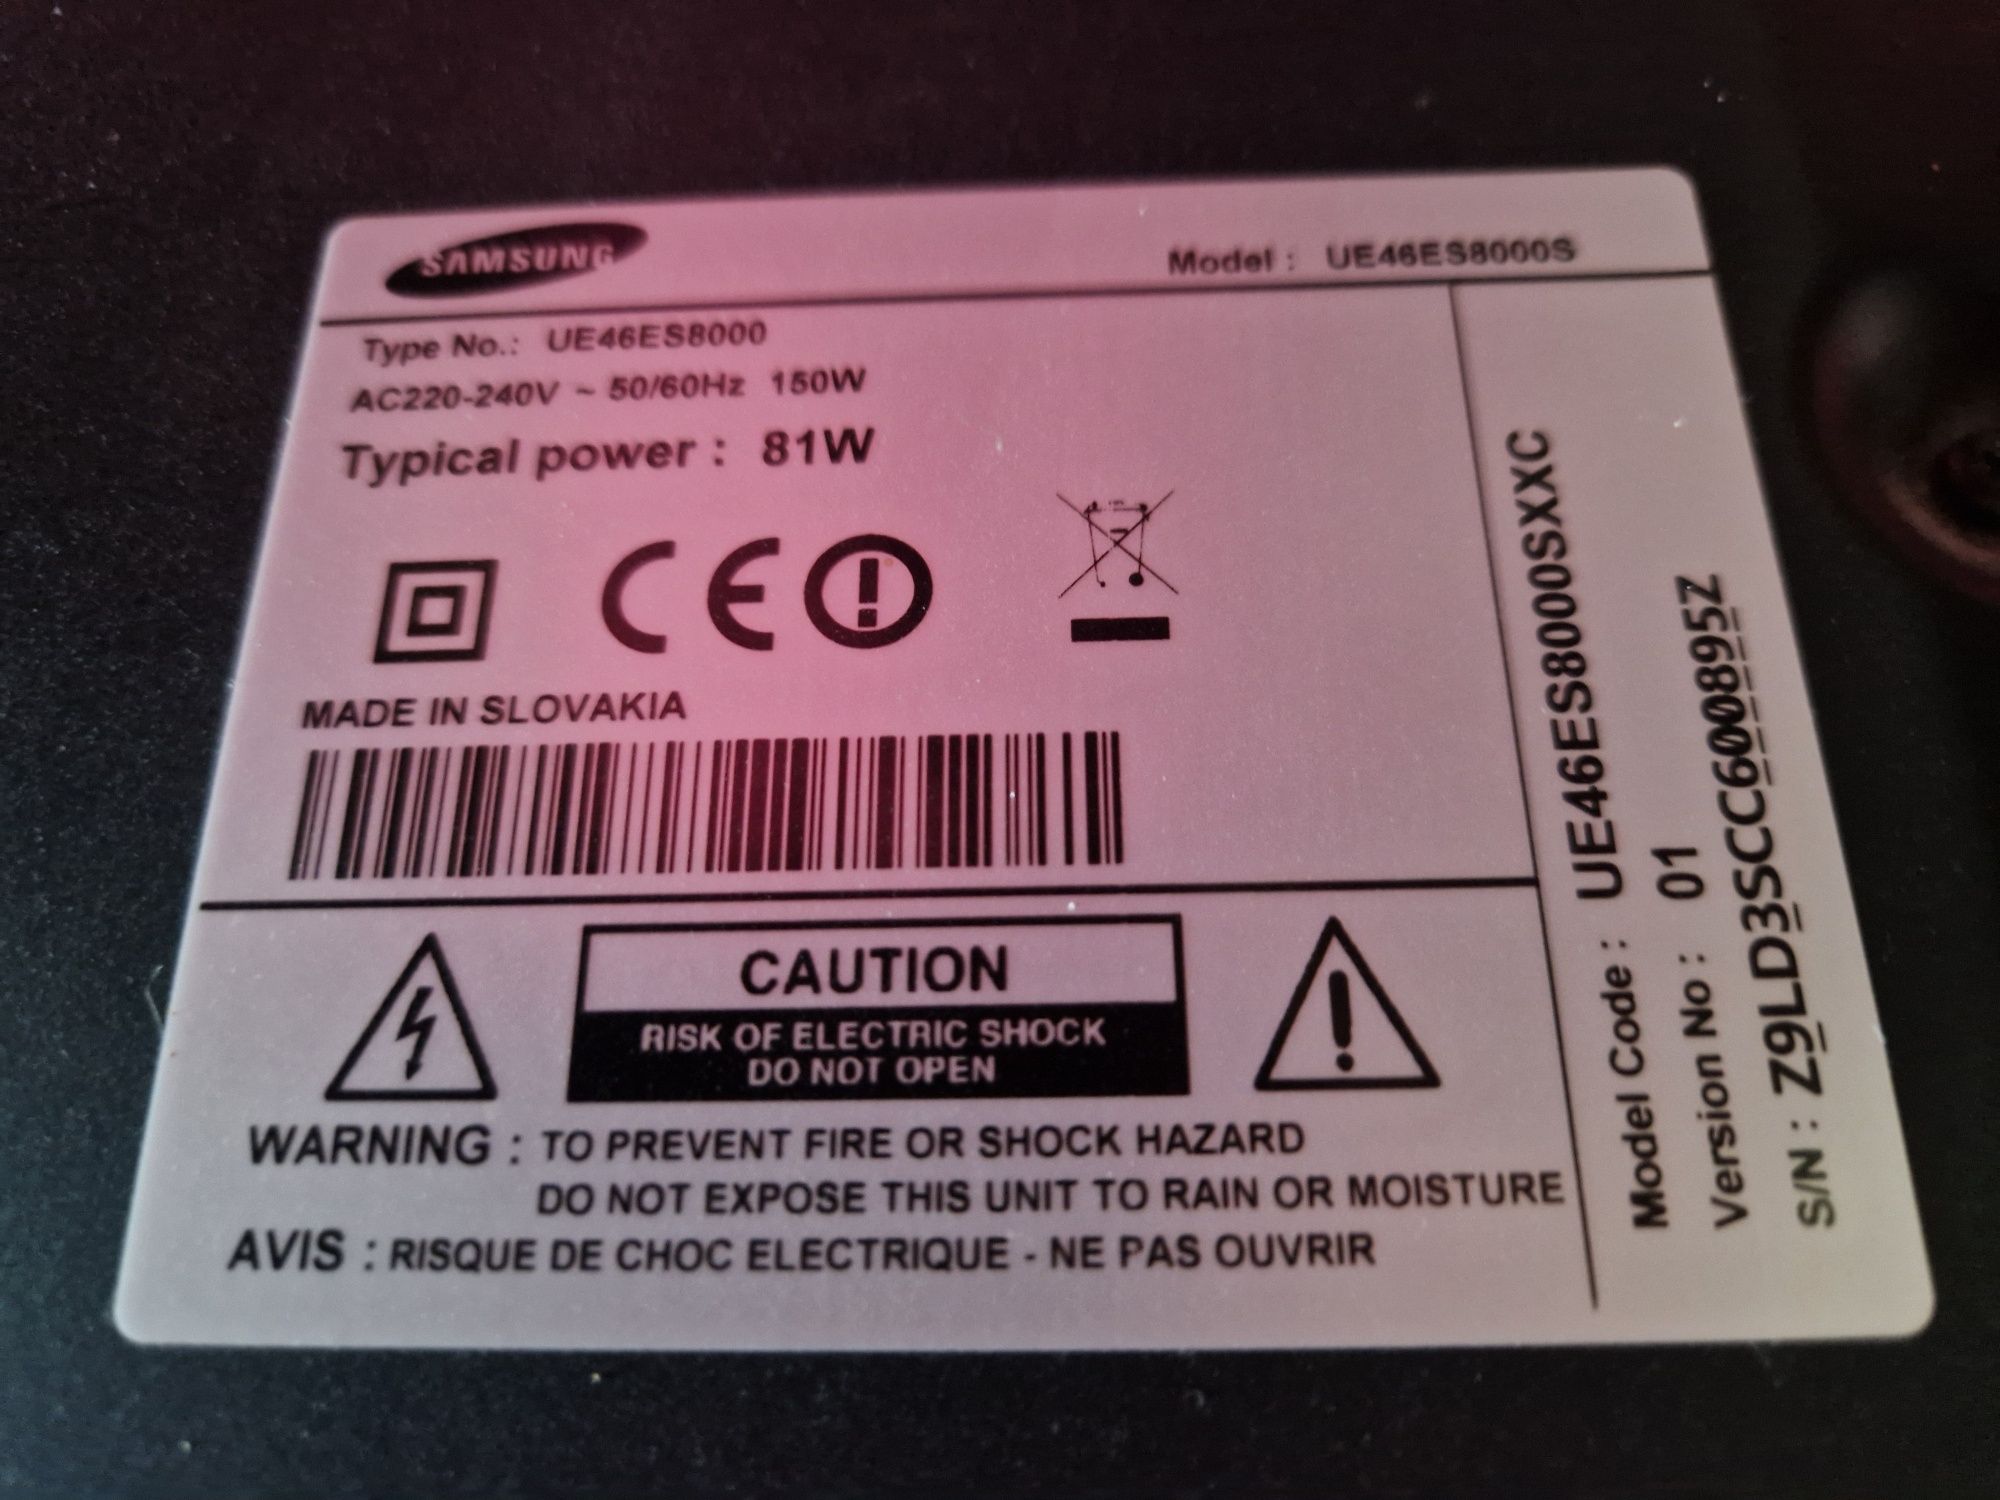 SAMSUNG
Model : UE46ES8000S
Type No.: UE46ES8000
AC220-240V ~ 50/60Hz 150W
Typical power : 81W
CE
MADE IN SLOVAKIA
CAUTION
RISK OF ELECTRIC SHOCK
DO NOT OPEN
WARNING : TO PREVENT FIRE OR SHOCK HAZARD
DO NOT EXPOSE THIS UNIT TO RAIN OR MOISTURE
AVIS : RISQUE DE CHOC ELECTRIQUE - NE PAS OUVRIR
Model Code : UE46ES8000SXXC
Version No : 01
S/N : Z9LD3SCC600895Z